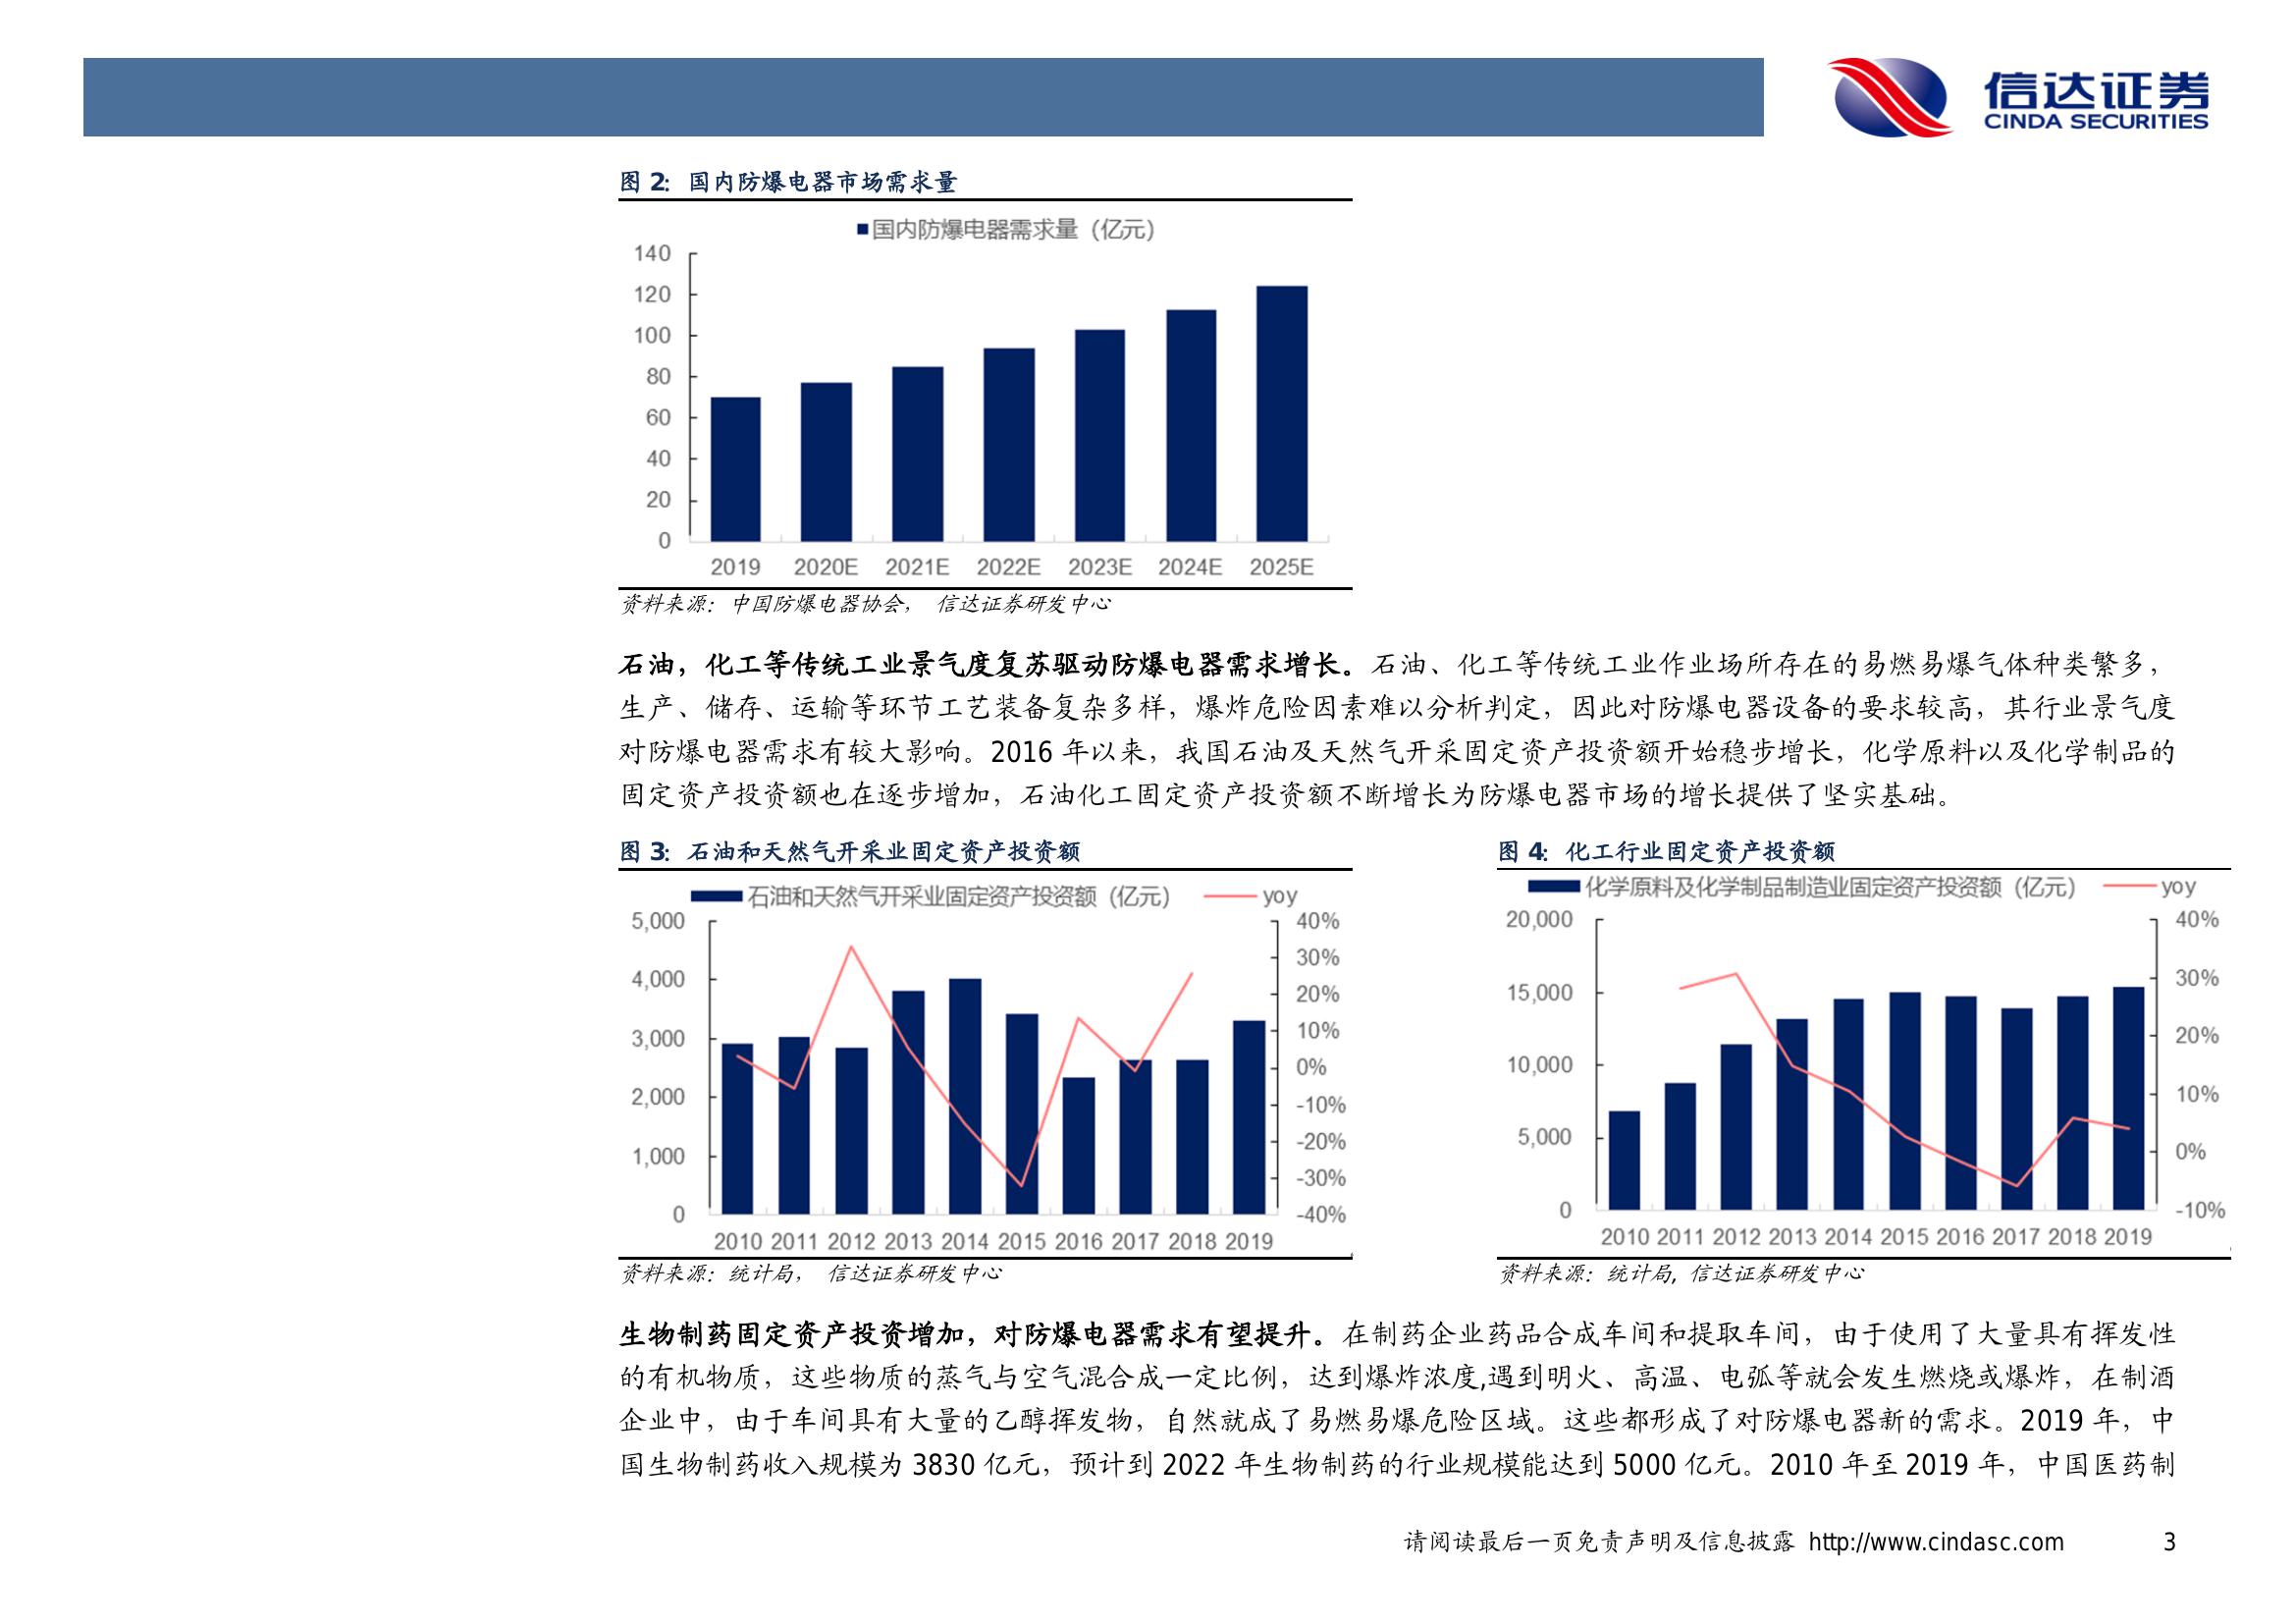 信达证券
CINDA SECURITIES
图 2: 国内防爆电器市场需求量
国内防爆电器需求量（亿元）
140
120
100
80
60
40
20
0
2019 2020E 2021E 2022E 2023E 2024E 2025E
资料来源：中国防爆电器协会， 信达证券研发中心
石油，化工等传统工业景气度复苏驱动防爆电器需求增长。石油、化工等传统工业作业场所存在的易燃易爆气体种类繁多，
生产、储存、运输等环节工艺装备复杂多样，爆炸危险因素难以分析判定，因此对防爆电器设备的要求较高，其行业景气度
对防爆电器需求有较大影响。2016 年以来，我国石油及天然气开采固定资产投资额开始稳步增长，化学原料以及化学制品的
固定资产投资额也在逐步增加，石油化工固定资产投资额不断增长为防爆电器市场的增长提供了坚实基础。
图 3: 石油和天然气开采业固定资产投资额
石油和天然气开采业固定资产投资额（亿元） yoy
5,000
4,000
3,000
2,000
1,000
0
40%
30%
20%
10%
0%
-10%
-20%
-30%
-40%
2010 2011 2012 2013 2014 2015 2016 2017 2018 2019
资料来源：统计局， 信达证券研发中心
图 4: 化工行业固定资产投资额
化学原料及化学制品制造业固定资产投资额（亿元） yoy
20,000
15,000
10,000
5,000
0
40%
30%
20%
10%
0%
-10%
2010 2011 2012 2013 2014 2015 2016 2017 2018 2019
资料来源：统计局, 信达证券研发中心
生物制药固定资产投资增加，对防爆电器需求有望提升。在制药企业药品合成车间和提取车间，由于使用了大量具有挥发性
的有机物质，这些物质的蒸气与空气混合成一定比例，达到爆炸浓度,遇到明火、高温、电弧等就会发生燃烧或爆炸，在制酒
企业中，由于车间具有大量的乙醇挥发物，自然就成了易燃易爆危险区域。这些都形成了对防爆电器新的需求。2019 年，中
国生物制药收入规模为 3830 亿元，预计到 2022 年生物制药的行业规模能达到 5000 亿元。2010 年至 2019 年，中国医药制
请阅读最后一页免责声明及信息披露 http://www.cindasc.com 3